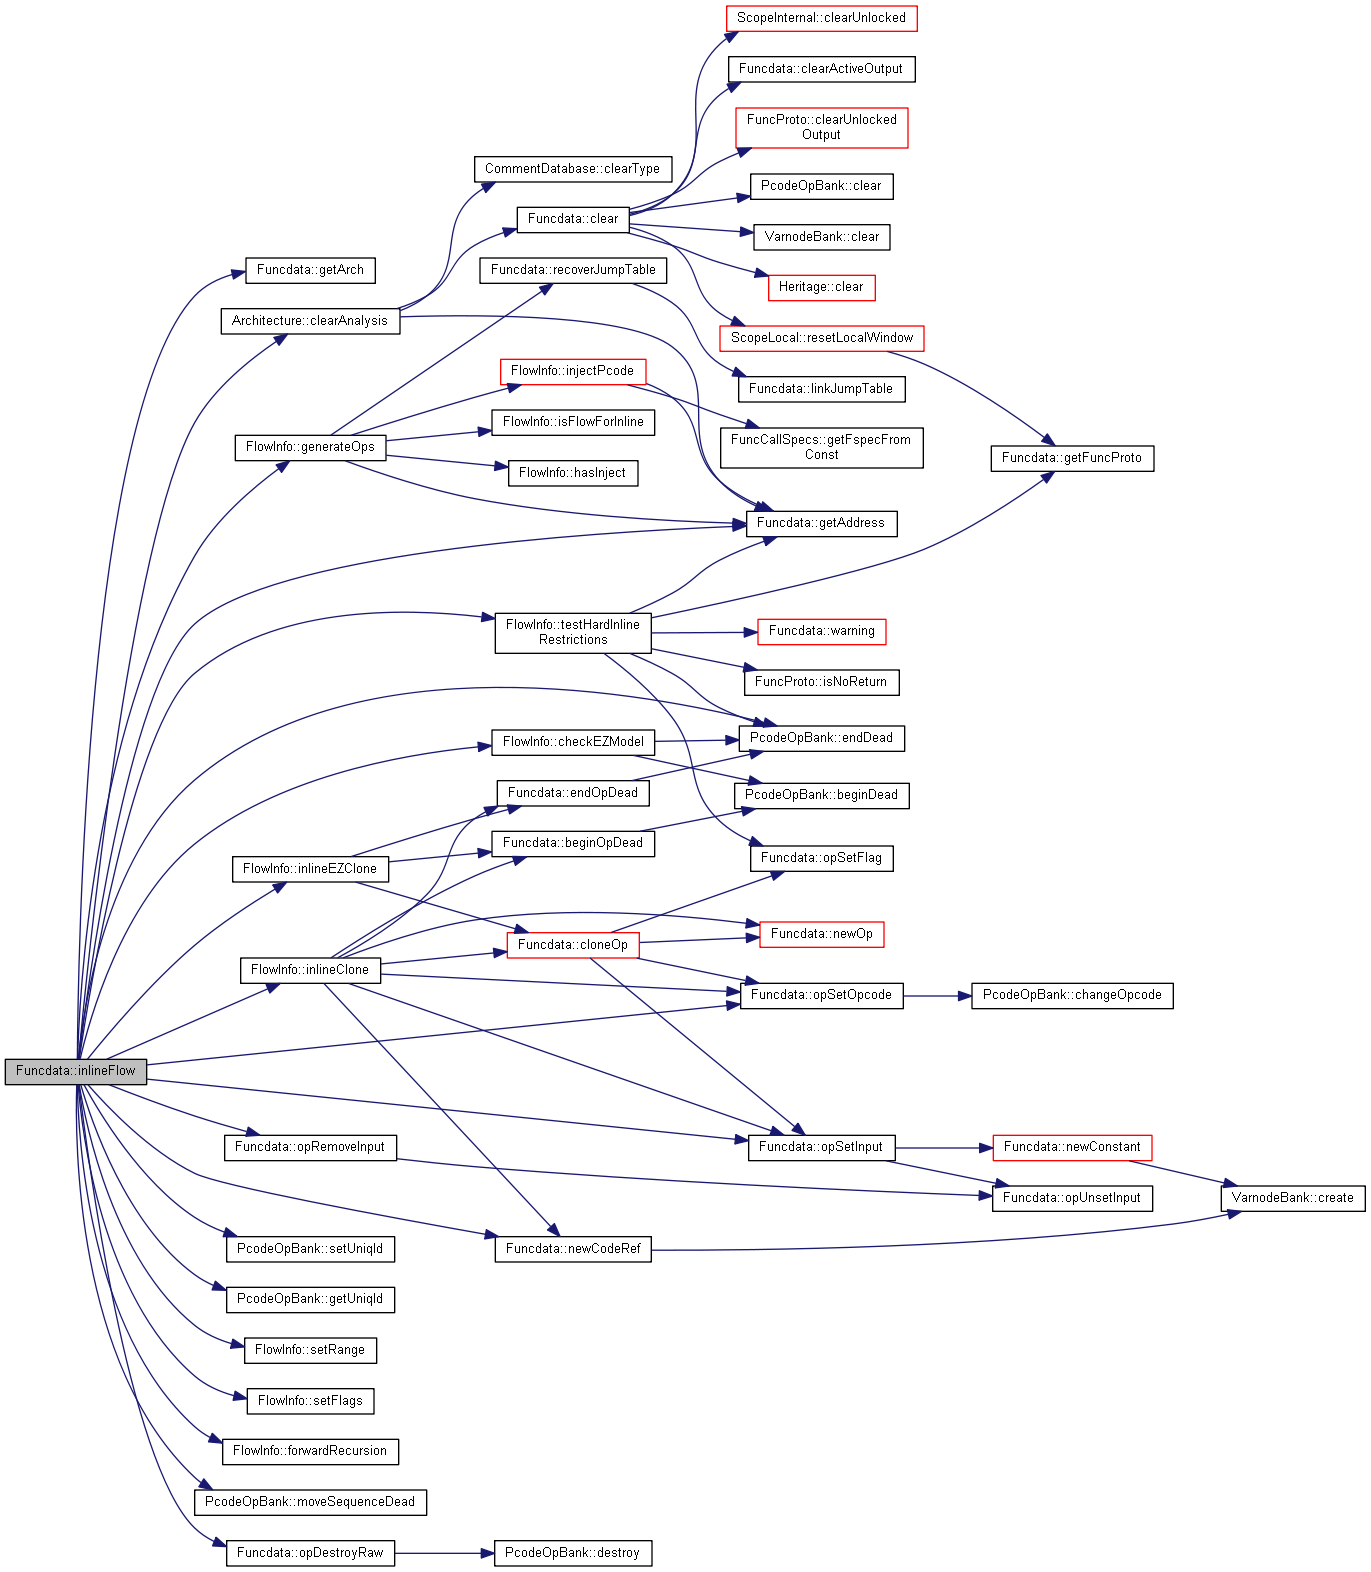 ScopeInternal::clearUnlocked
Funcdata::clearActiveOutput
FuncProto::clearUnlocked
Output
CommentDatabase::clearType
PcodeOpBank::clear
Funcdata::clear
VarnodeBank::clear
Funcdata::getArch
Funcdata::recoverJumpTable
Heritage::clear
Architecture::clearAnalysis
ScopeLocal::resetLocalWindow
FlowInfo::injectPcode
Funcdata::linkJumpTable
FlowInfo::isFlowForInline
FlowInfo::generateOps
FuncCallSpecs::getFspecFrom
Const
Funcdata::getFuncProto
FlowInfo::hasInject
Funcdata::getAddress
FlowInfo::testHardInline
Restrictions
Funcdata::warning
FuncProto::isNoReturn
FlowInfo::checkEZModel
PcodeOpBank::endDead
Funcdata::endOpDead
PcodeOpBank::beginDead
Funcdata::beginOpDead
Funcdata::opSetFlag
FlowInfo::inlineEZClone
Funcdata::cloneOp
Funcdata::newOp
FlowInfo::inlineClone
Funcdata::opSetOpcode
PcodeOpBank::changeOpcode
Funcdata::inlineFlow
Funcdata::opRemoveInput
Funcdata::opSetInput
Funcdata::newConstant
Funcdata::opUnsetInput
VarnodeBank::create
PcodeOpBank::setUniqId
Funcdata::newCodeRef
PcodeOpBank::getUniqId
FlowInfo::setRange
FlowInfo::setFlags
FlowInfo::forwardRecursion
PcodeOpBank::moveSequenceDead
Funcdata::opDestroyRaw
PcodeOpBank::destroy